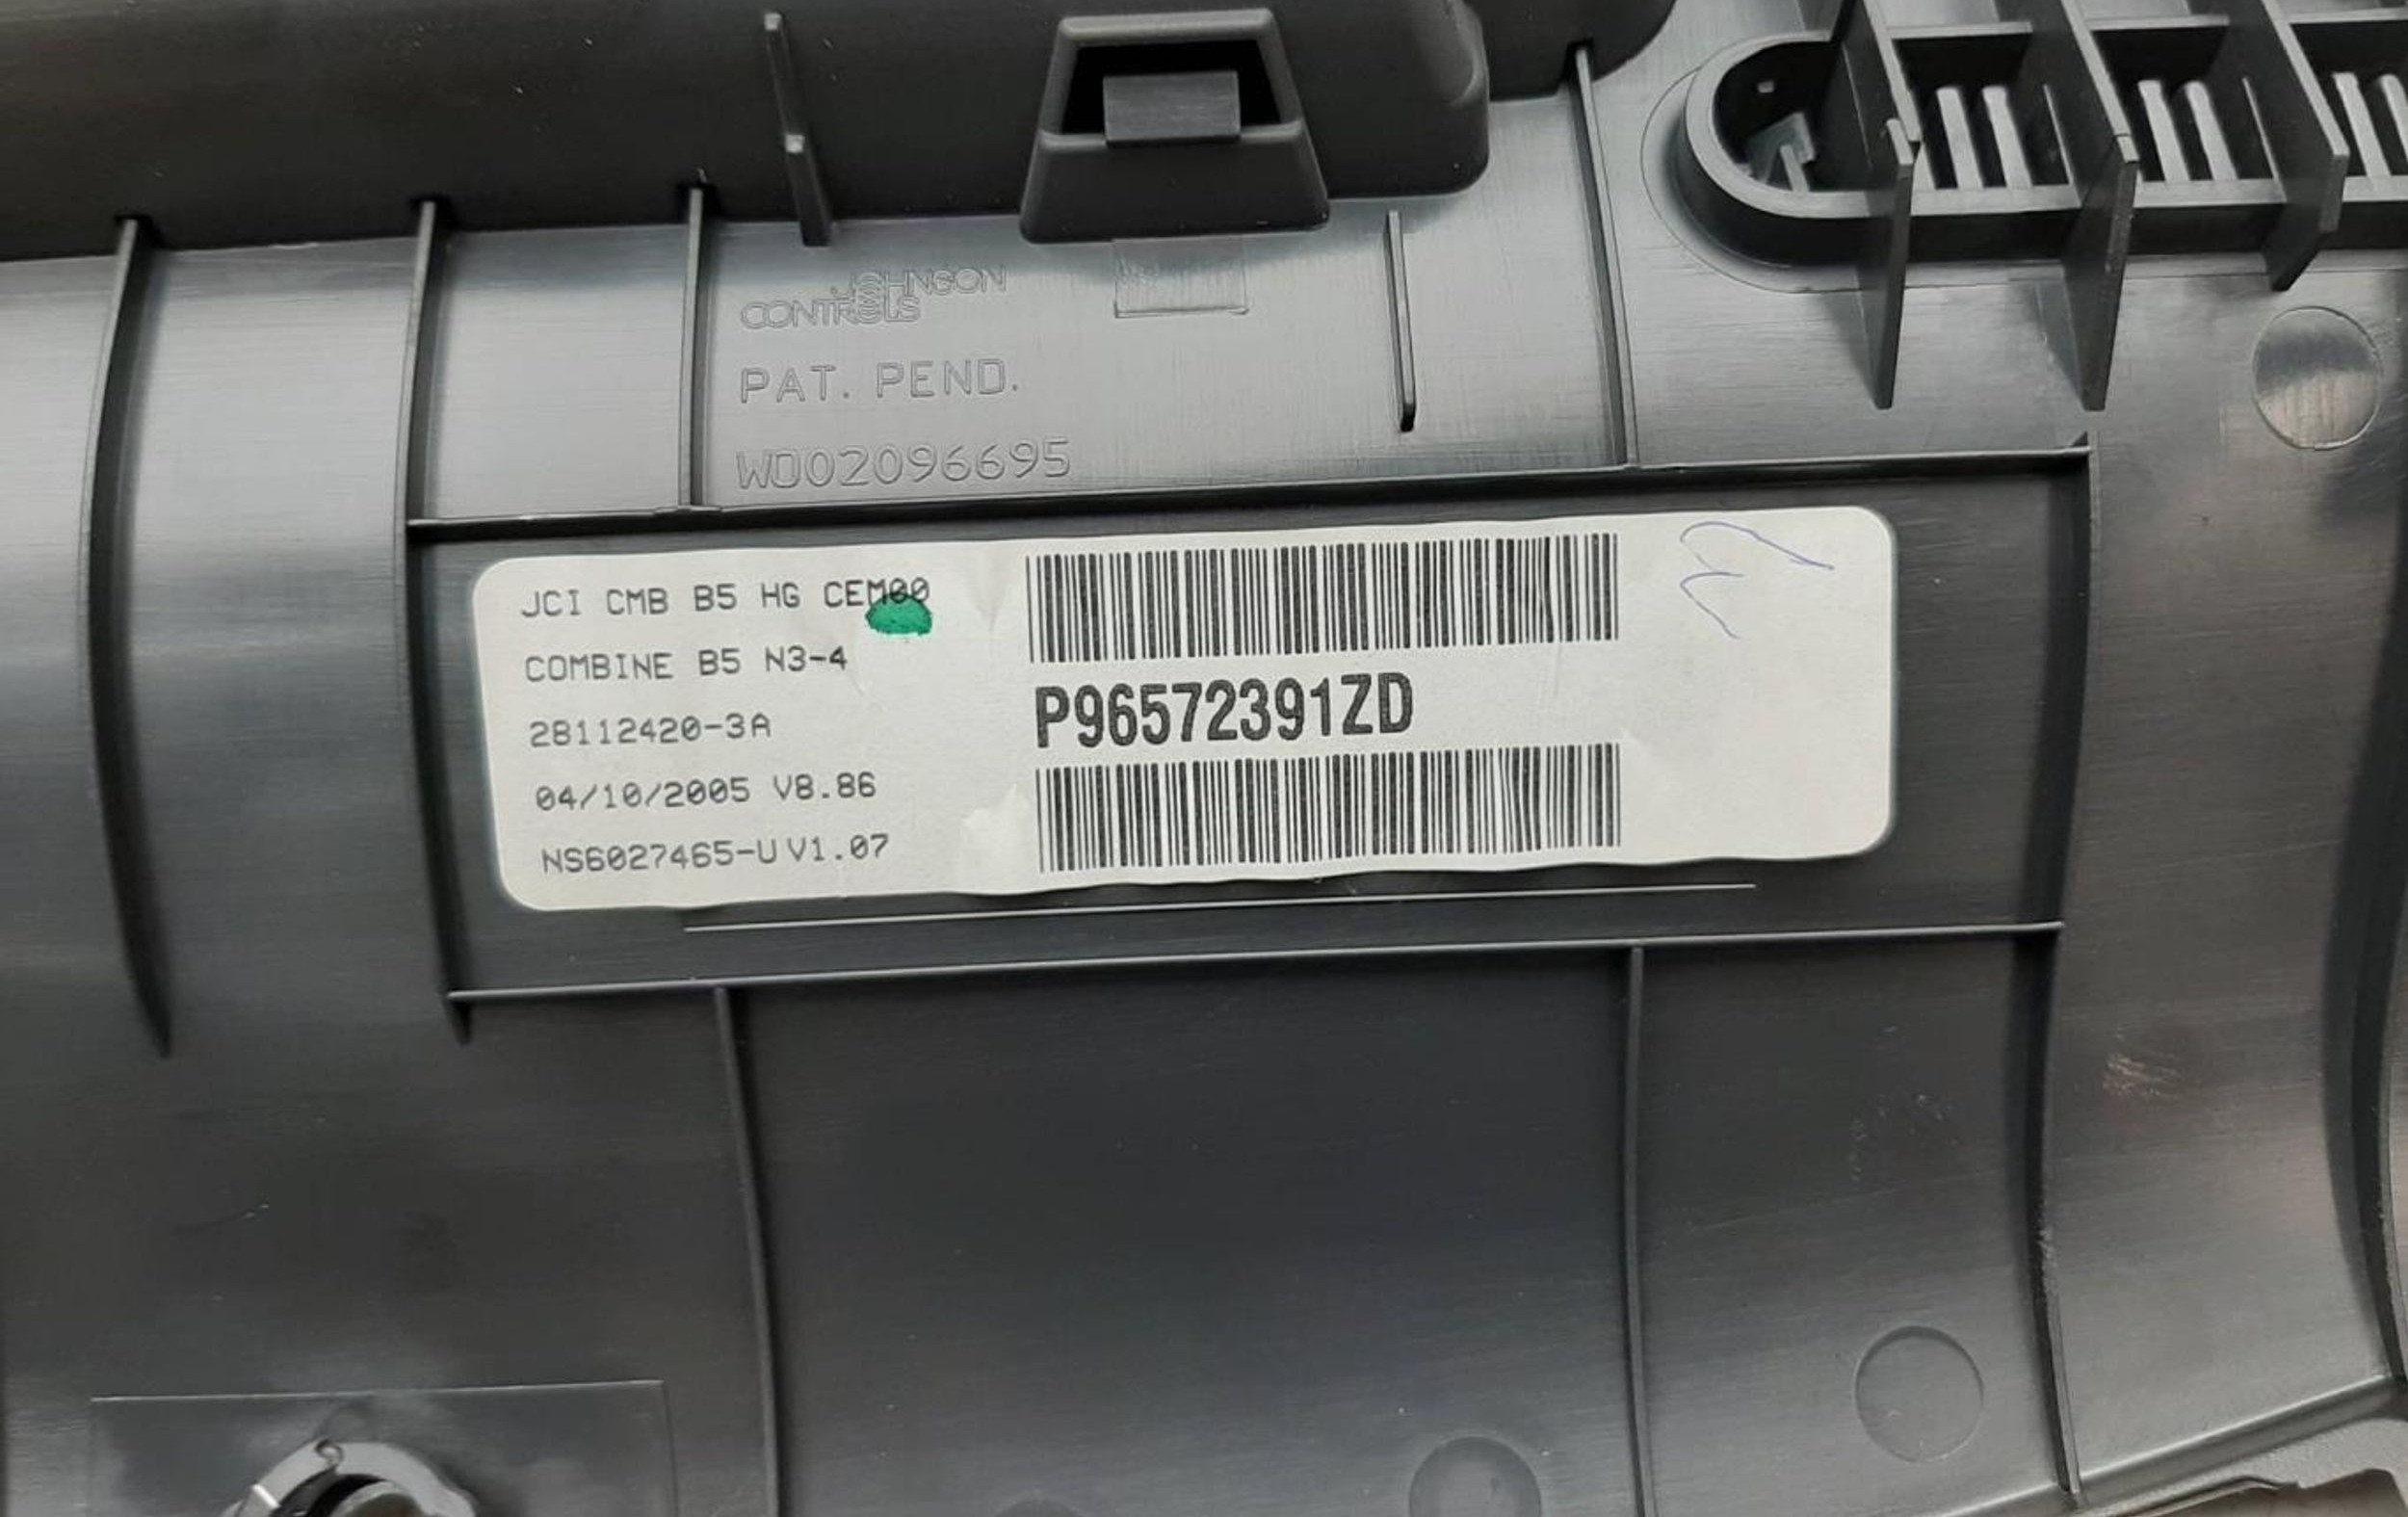 JOHNSON
CONTROLS
PAT. PEND.
WO02096695
JCI CMB B5 HG CEM00
COMBINE B5 N3-4
28112420-3A
04/10/2005 V8.86
NS6027465-U V1.07
P96572391ZD